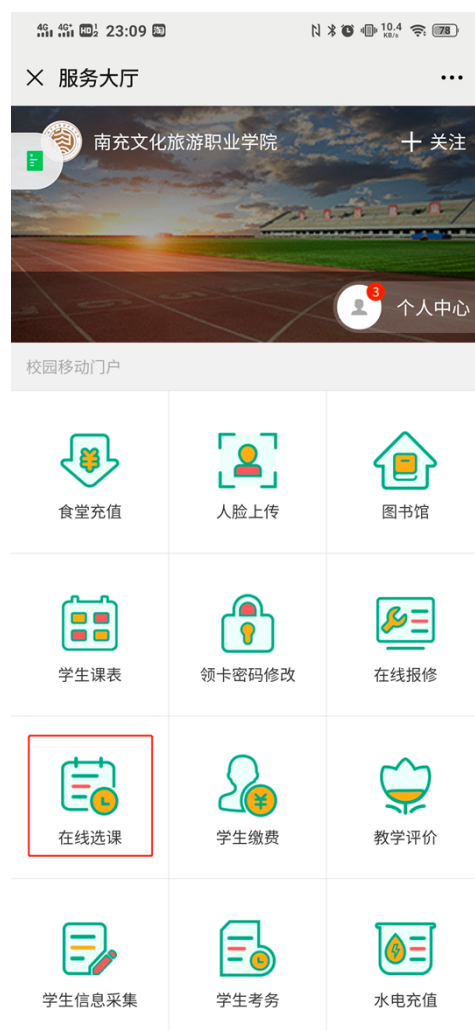 4G 4G+ HD 23:09 淘 10.4 KB/s 78
服务大厅
南充文化旅游职业学院 关注
3
个人中心
校园移动门户
食堂充值 人脸上传 图书馆
学生课表 领卡密码修改 在线报修
在线选课 学生缴费 教学评价
学生信息采集 学生考务 水电充值